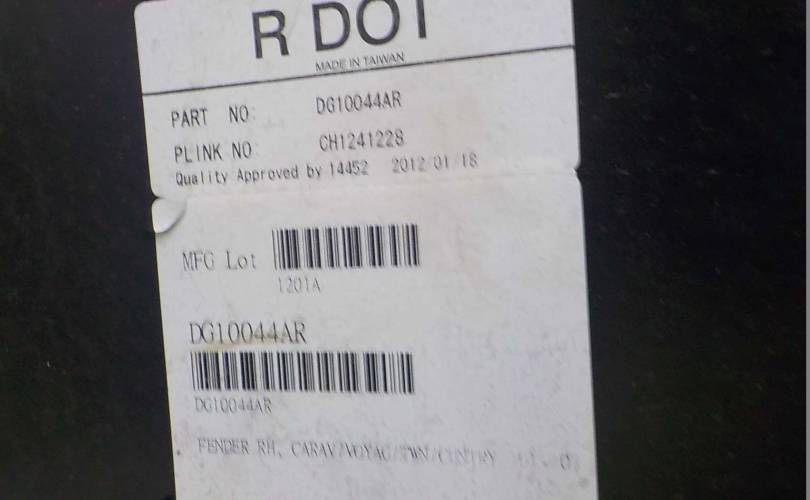 R DOT
MADE IN TAIWAN
PART NO: DG10044AR
PLINK NO: CH1241228
Quality Approved by 14452 2012/01/18
MFG Lot
1201A
DG10044AR
DG10044AR
FENDER RH, CARAV/VOYAG/TWN/CUNTRY